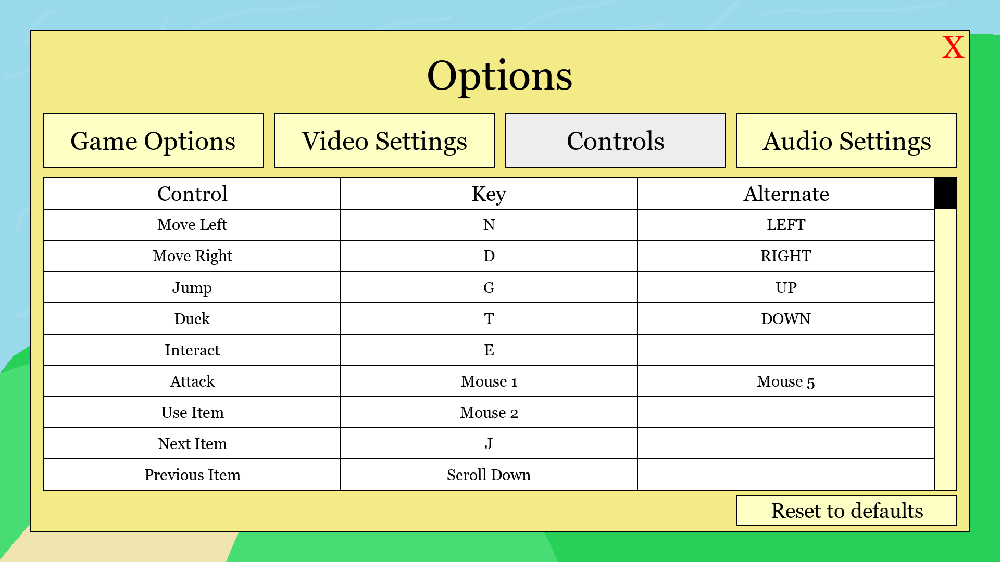 X
Options
Game Options Video Settings Controls Audio Settings
Control Key Alternate
Move Left N LEFT
Move Right D RIGHT
Jump G UP
Duck T DOWN
Interact E
Attack Mouse 1 Mouse 5
Use Item Mouse 2
Next Item J
Previous Item Scroll Down
Reset to defaults